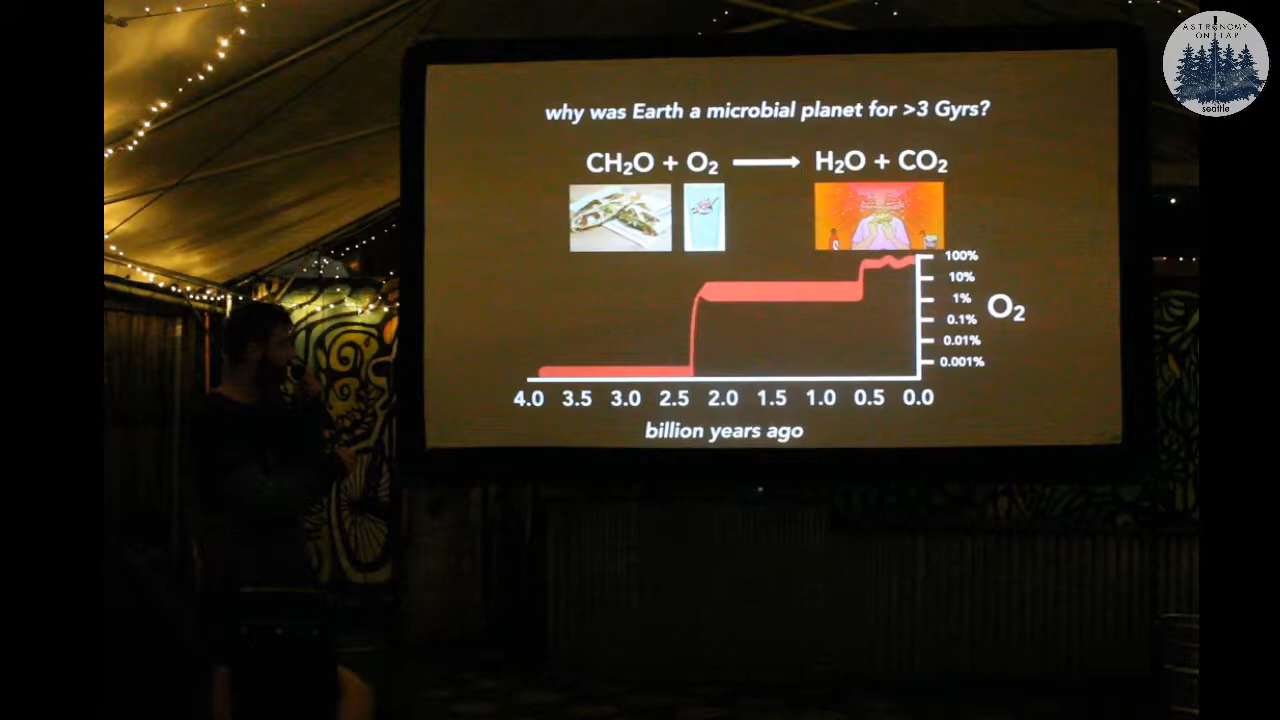 ASTRONOMY
ON TAP
seattle
why was Earth a microbial planet for >3 Gyrs?
CH₂O + O₂ ⟶ H₂O + CO₂
100%
10%
1%
0.1%
0.01%
0.001%
O₂
4.0 3.5 3.0 2.5 2.0 1.5 1.0 0.5 0.0
billion years ago